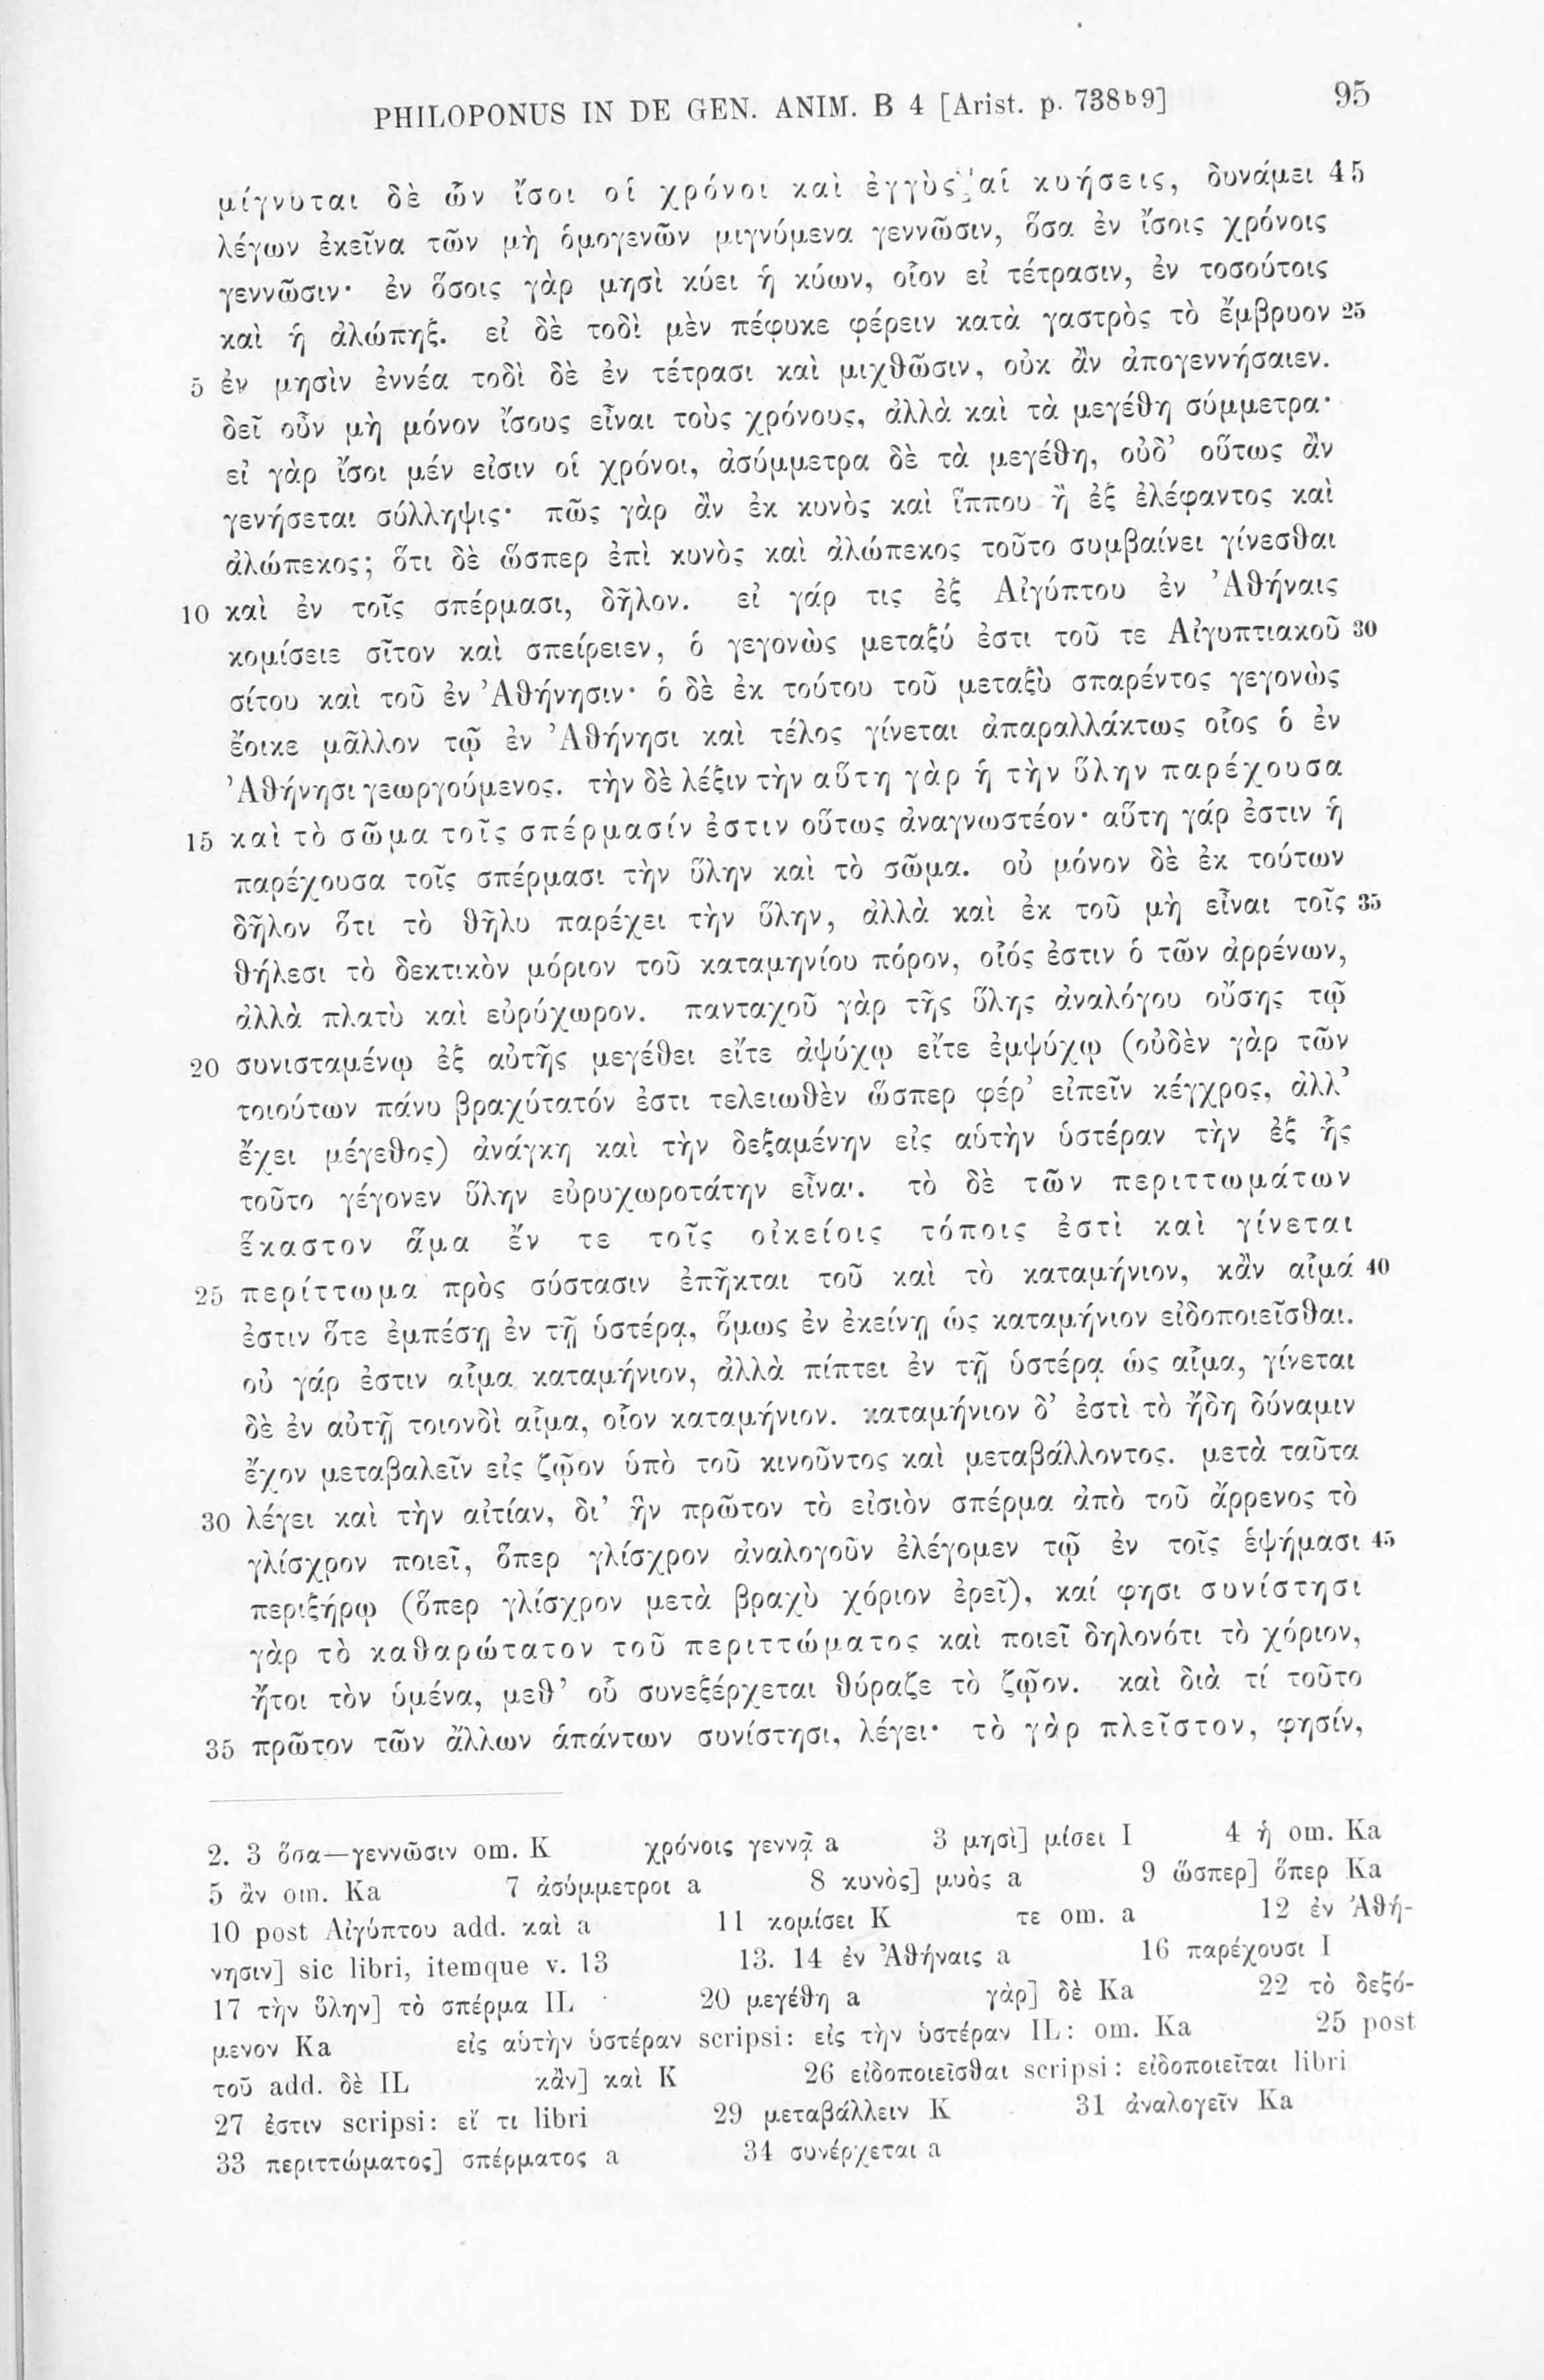 PHILOPONUS IN DE GEN. ANIM. B 4 [Arist. p. 738b9] 95
μίγνυται δὲ ὧν ἴσοι οἱ χρόνοι καὶ ἐγγὺς αἱ κυήσεις, δυνάμει 45
λέγων ἐκεῖνα τῶν μὴ ὁμογενῶν μιγνύμενα γεννῶσιν, ὅσα ἐν ἴσοις χρόνοις
γεννῶσιν· ἐν ὅσοις γὰρ μησὶ κύει ἡ κύων, οἷον εἰ τέτρασιν, ἐν τοσούτοις
καὶ ἡ ἀλώπηξ. εἰ δὲ τοδὶ μὲν πέφυκε φέρειν κατὰ γαστρὸς τὸ ἔμβρυον 25
5 ἐν μησὶν ἐννέα τοδὶ δὲ ἐν τέτρασι καὶ μιχθῶσιν, οὐκ ἂν ἀπογεννήσαιεν.
δεῖ οὖν μὴ μόνον ἴσους εἶναι τοὺς χρόνους, ἀλλὰ καὶ τὰ μεγέθη σύμμετρα·
εἰ γὰρ ἴσοι μέν εἰσιν οἱ χρόνοι, ἀσύμμετρα δὲ τὰ μεγέθη, οὐδ’ οὕτως ἂν
γενήσεται σύλληψις· πῶς γὰρ ἂν ἐκ κυνὸς καὶ ἵππου ἢ ἐξ ἐλέφαντος καὶ
ἀλώπεκος; ὅτι δὲ ὥσπερ ἐπὶ κυνὸς καὶ ἀλώπεκος τοῦτο συμβαίνει γίνεσθαι
10 καὶ ἐν τοῖς σπέρμασι, δῆλον. εἰ γάρ τις ἐξ Αἰγύπτου ἐν Ἀθήναις
κομίσειε σῖτον καὶ σπείρειεν, ὁ γεγονὼς μεταξύ ἐστι τοῦ τε Αἰγυπτιακοῦ 30
σίτου καὶ τοῦ ἐν Ἀθήνησιν· ὁ δὲ ἐκ τούτου τοῦ μεταξὺ σπαρέντος γεγονὼς
ἔοικε μᾶλλον τῷ ἐν Ἀθήνησι καὶ τέλος γίνεται ἀπαραλλάκτως οἷος ὁ ἐν
Ἀθήνησι γεωργούμενος. τὴν δὲ λέξιν τὴν αὕτη γὰρ ἡ τὴν ὕλην παρέχουσα
15 καὶ τὸ σῶμα τοῖς σπέρμασίν ἐστιν οὕτως ἀναγνωστέον· αὕτη γάρ ἐστιν ἡ
παρέχουσα τοῖς σπέρμασι τὴν ὕλην καὶ τὸ σῶμα. οὐ μόνον δὲ ἐκ τούτων
δῆλον ὅτι τὸ θῆλυ παρέχει τὴν ὕλην, ἀλλὰ καὶ ἐκ τοῦ μὴ εἶναι τοῖς 35
θήλεσι τὸ δεκτικὸν μόριον τοῦ καταμηνίου πόρον, οἷός ἐστιν ὁ τῶν ἀρρένων,
ἀλλὰ πλατὺ καὶ εὐρύχωρον. πανταχοῦ γὰρ τῆς ὕλης ἀναλόγου οὔσης τῷ
20 συνισταμένῳ ἐξ αὐτῆς μεγέθει εἴτε ἀψύχῳ εἴτε ἐμψύχῳ (οὐδὲν γὰρ τῶν
τοιούτων πάνυ βραχύτατόν ἐστι τελειωθὲν ὥσπερ φέρ’ εἰπεῖν κέγχρος, ἀλλ’
ἔχει μέγεθος) ἀνάγκη καὶ τὴν δεξαμένην εἰς αὑτὴν ὑστέραν τὴν ἐξ ἧς
τοῦτο γέγονεν ὕλην εὐρυχωροτάτην εἶναι. τὸ δὲ τῶν περιττωμάτων
ἕκαστον ἅμα ἔν τε τοῖς οἰκείοις τόποις ἐστὶ καὶ γίνεται
25 περίττωμα πρὸς σύστασιν ἐπῆκται τοῦ καὶ τὸ καταμήνιον, κἂν αἷμά 40
ἐστιν ὅτε ἐμπέσῃ ἐν τῇ ὑστέρᾳ, ὅμως ἐν ἐκείνῃ ὡς καταμήνιον εἰδοποιεῖσθαι.
οὐ γάρ ἐστιν αἷμα καταμήνιον, ἀλλὰ πίπτει ἐν τῇ ὑστέρᾳ ὡς αἷμα, γίνεται
δὲ ἐν αὐτῇ τοιονδὶ αἷμα, οἷον καταμήνιον. καταμήνιον δ’ ἐστὶ τὸ ἤδη δύναμιν
ἔχον μεταβαλεῖν εἰς ζῷον ὑπὸ τοῦ κινοῦντος καὶ μεταβάλλοντος. μετὰ ταῦτα
30 λέγει καὶ τὴν αἰτίαν, δι’ ἣν πρῶτον τὸ εἰσιὸν σπέρμα ἀπὸ τοῦ ἄρρενος τὸ
γλίσχρον ποιεῖ, ὅπερ γλίσχρον ἀναλογοῦν ἐλέγομεν τῷ ἐν τοῖς ἑψήμασι 45
περιξήρῳ (ὅπερ γλίσχρον μετὰ βραχὺ χόριον ἐρεῖ), καί φησι συνίστησι
γὰρ τὸ καθαρώτατον τοῦ περιττώματος καὶ ποιεῖ δηλονότι τὸ χόριον,
ἤτοι τὸν ὑμένα, μεθ’ οὗ συνεξέρχεται θύραζε τὸ ζῷον. καὶ διὰ τί τοῦτο
35 πρῶτον τῶν ἄλλων ἁπάντων συνίστησι, λέγει· τὸ γὰρ πλεῖστον, φησίν,
2. 3 ὅσα—γεννῶσιν om. K χρόνοις γεννᾷ a 3 μησὶ] μίσει I 4 ἡ om. Ka
5 ἂν om. Ka 7 ἀσύμμετροι a 8 κυνὸς] μυὸς a 9 ὥσπερ] ὅπερ Ka
10 post Αἰγύπτου add. καὶ a 11 κομίσει K τε om. a 12 ἐν Ἀθή-
νησιν] sic libri, itemque v. 13 13. 14 ἐν Ἀθήναις a 16 παρέχουσι I
17 τὴν ὕλην] τὸ σπέρμα IL 20 μεγέθη a γὰρ] δὲ Ka 22 τὸ δεξό-
μενον Ka εἰς αὑτὴν ὑστέραν scripsi: εἰς τὴν ὑστέραν IL: om. Ka 25 post
τοῦ add. δὲ IL κἂν] καὶ K 26 εἰδοποιεῖσθαι scripsi: εἰδοποιεῖται libri
27 ἐστιν scripsi: εἴ τι libri 29 μεταβάλλειν K 31 ἀναλογεῖν Ka
33 περιττώματος] σπέρματος a 34 συνέρχεται a